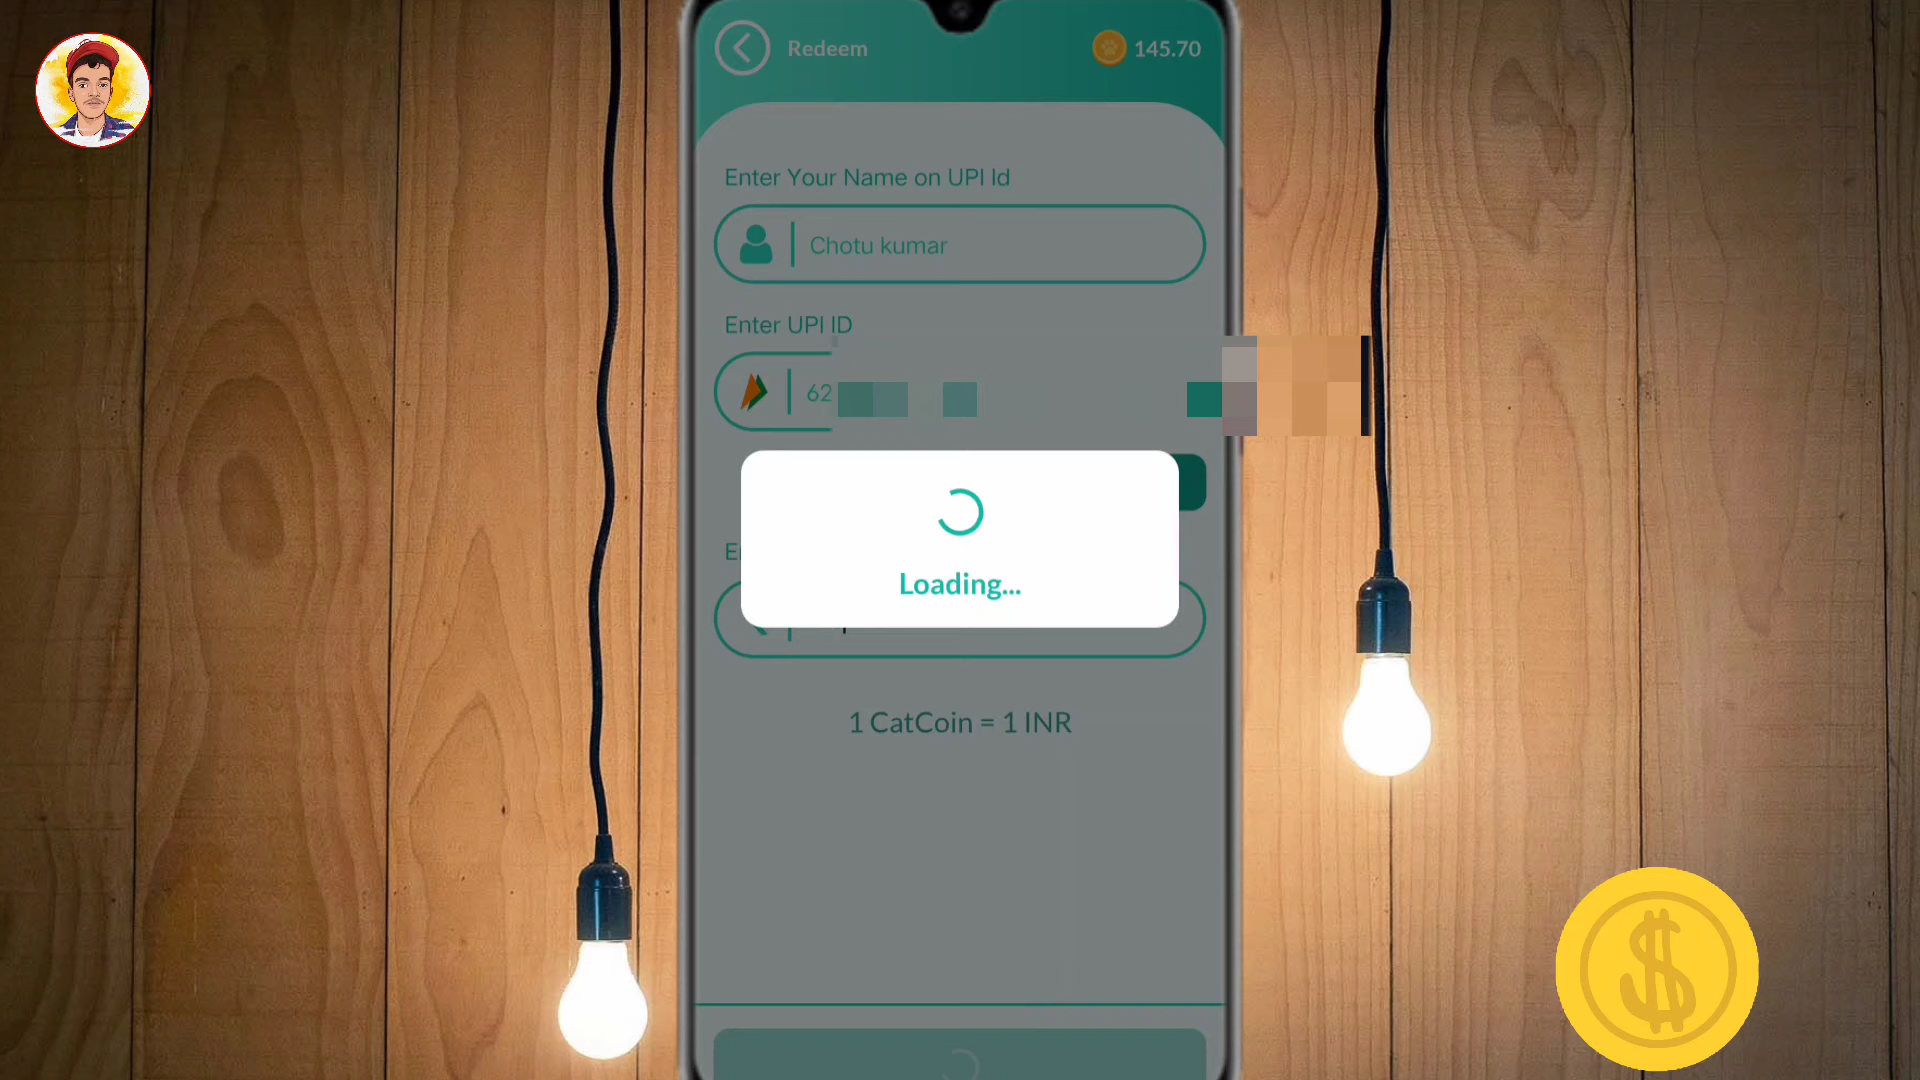 Redeem
145.70
Enter Your Name on UPI Id
Chotu kumar
Enter UPI ID
62
Loading...
1 CatCoin = 1 INR